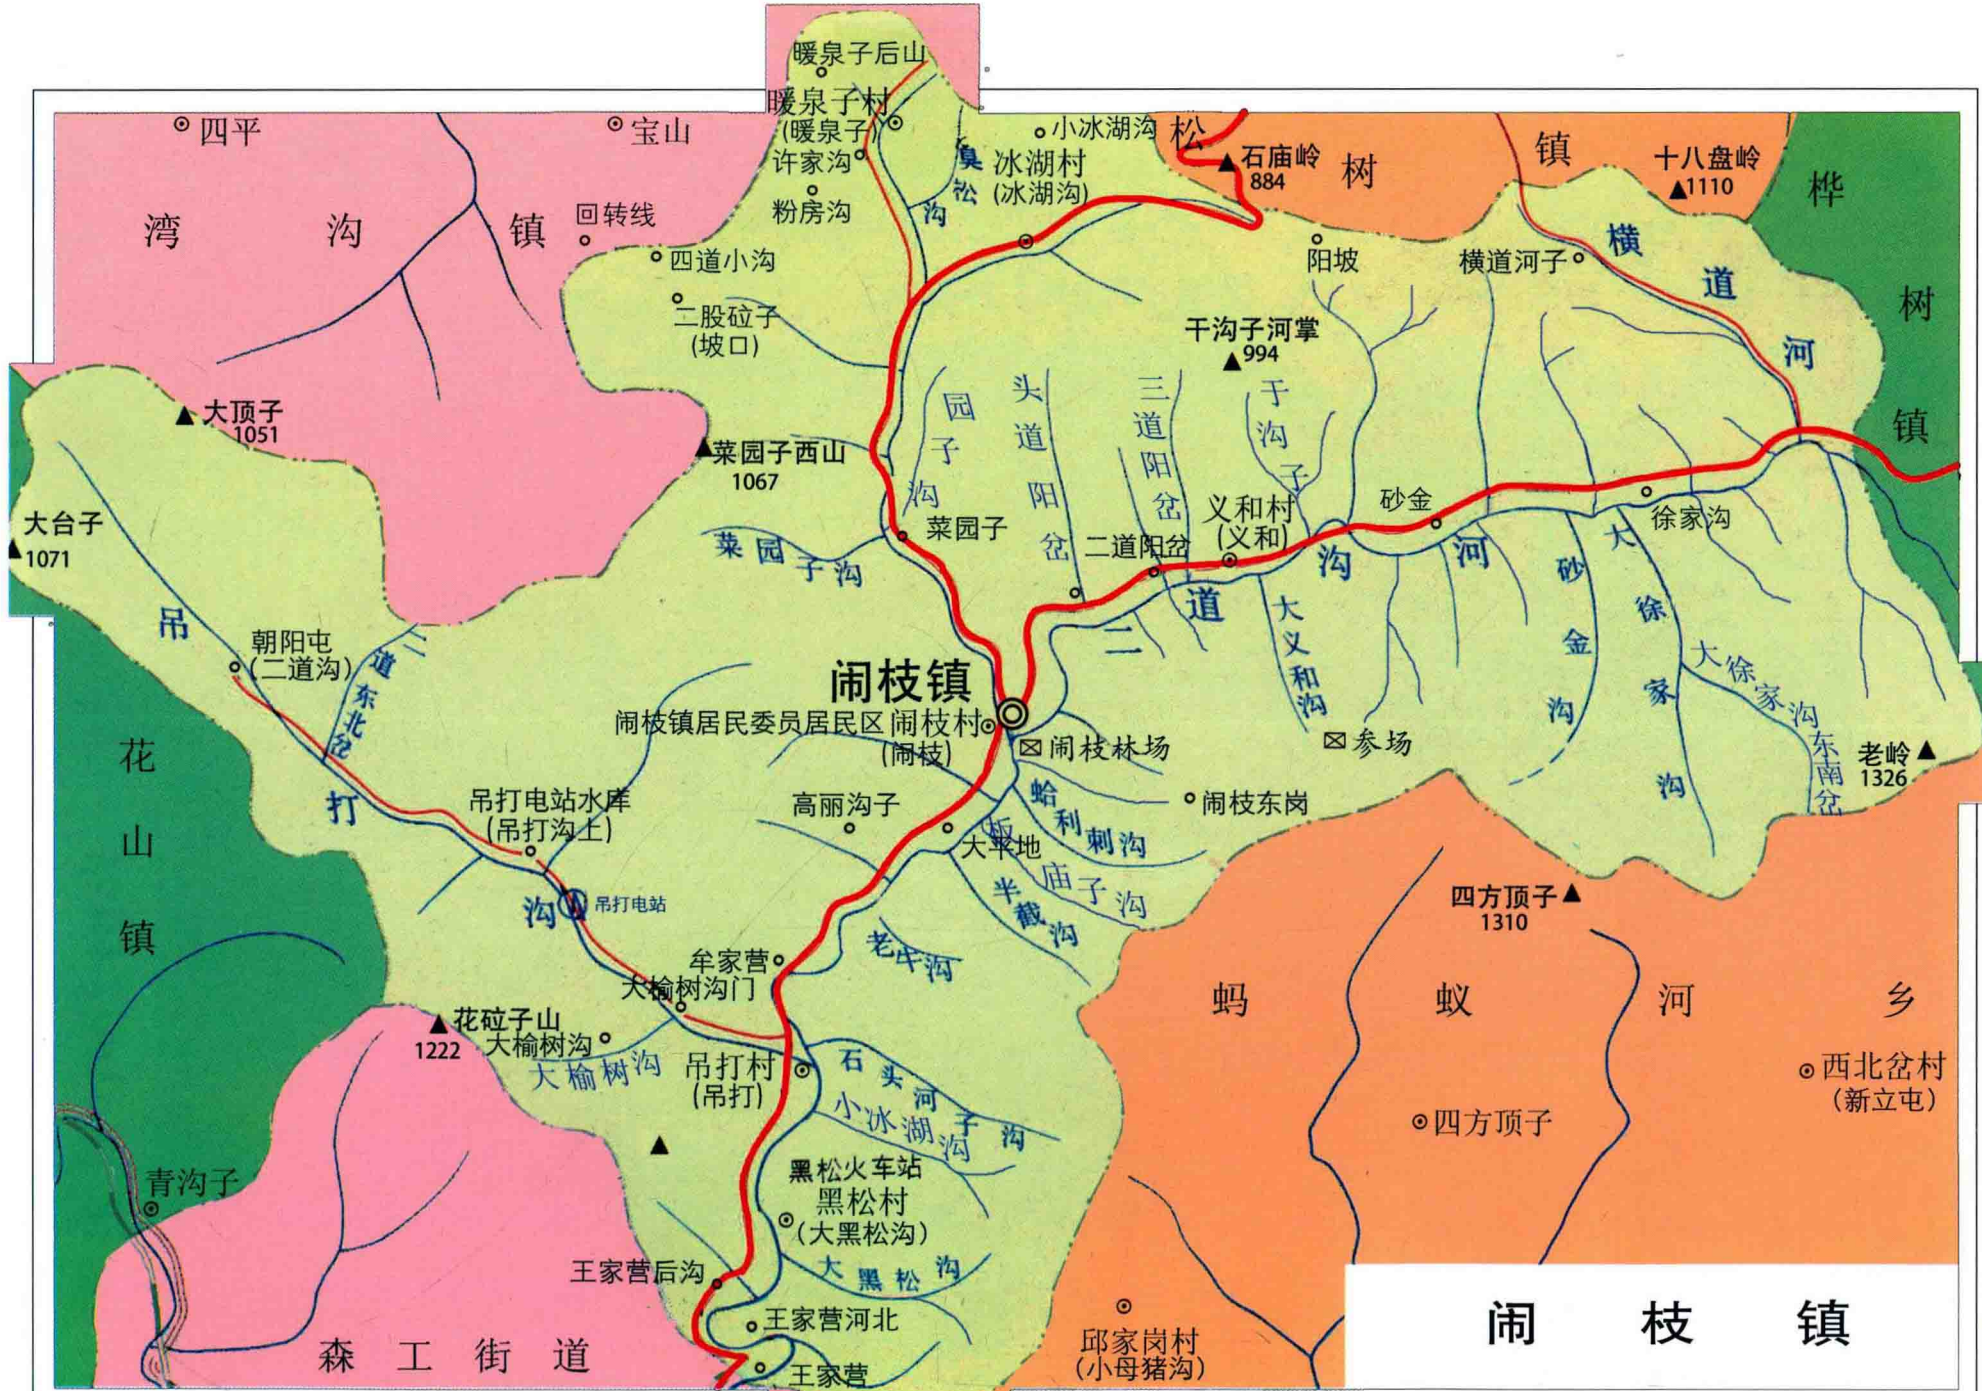 暖泉子后山
暖泉子村
(暖泉子)
小冰湖沟
松
树
镇
石庙岭
884
十八盘岭
1110
桦
树
镇
四平
宝山
许家沟
臭松沟
冰湖村
(冰湖沟)
粉房沟
湾沟镇
回转线
四道小沟
阳坡
横道河子
横道河
二股砬子
(坡口)
干沟子河掌
994
大顶子
1051
园子沟
头道阳岔
三道阳岔
干沟子
菜园子西山
1067
大台子
1071
菜园子
菜园子沟
二道阳岔
义和村
(义和)
砂金
徐家沟
二道沟河
大义和沟
砂金沟
大徐家沟
大徐家沟东南岔
老岭
1326
吊打沟
朝阳屯
(二道沟)
二道东北岔
闹枝镇
闹枝镇居民委员居民区
闹枝村
(闹枝)
闹枝林场
参场
花山镇
吊打电站水库
(吊打沟上)
高丽沟子
闹枝东岗
蛤利刺沟
大平地
板庙子沟
半截沟
吊打电站
四方顶子
1310
老牛沟
牟家营
大榆树沟门
蚂蚁河乡
花砬子山
1222
大榆树沟
大榆树沟
吊打村
(吊打)
石头河子沟
小冰湖沟
西北岔村
(新立屯)
四方顶子
青沟子
黑松火车站
黑松村
(大黑松沟)
王家营后沟
大黑松沟
王家营河北
森工街道
王家营
邱家岗村
(小母猪沟)
闹枝镇